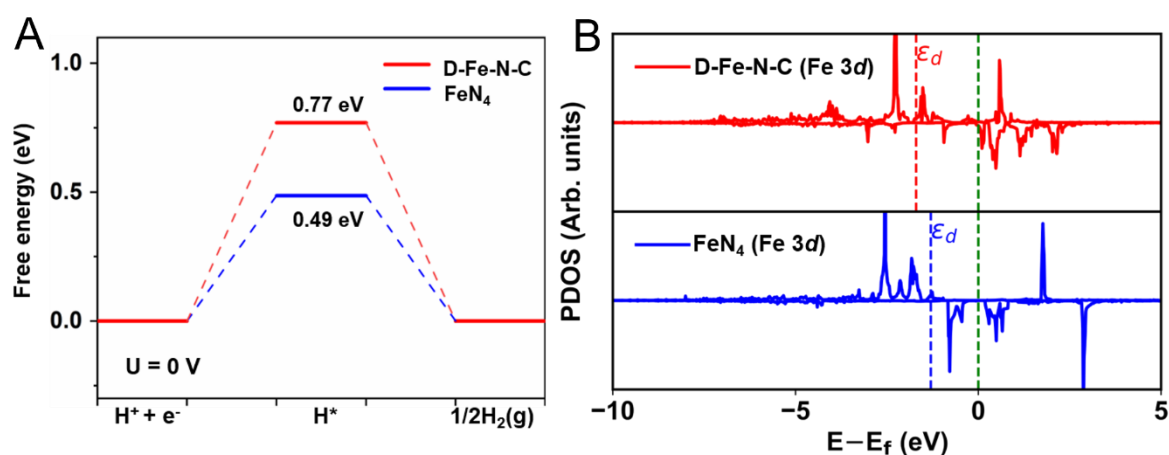 A
Free energy (eV)
1.0
0.5
0.0
D-Fe-N-C
FeN₄
0.77 eV
0.49 eV
U = 0 V
H⁺ + e⁻
H*
1/2H₂(g)
B
PDOS (Arb. units)
D-Fe-N-C (Fe 3d)
εd
FeN₄ (Fe 3d)
εd
−10
−5
0
5
E−Ef (eV)